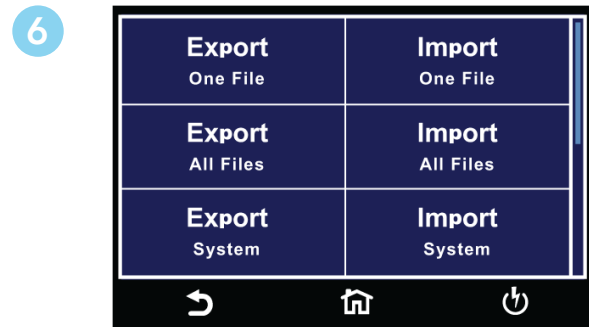 6
Export Import
One File One File
Export Import
All Files All Files
Export Import
System System